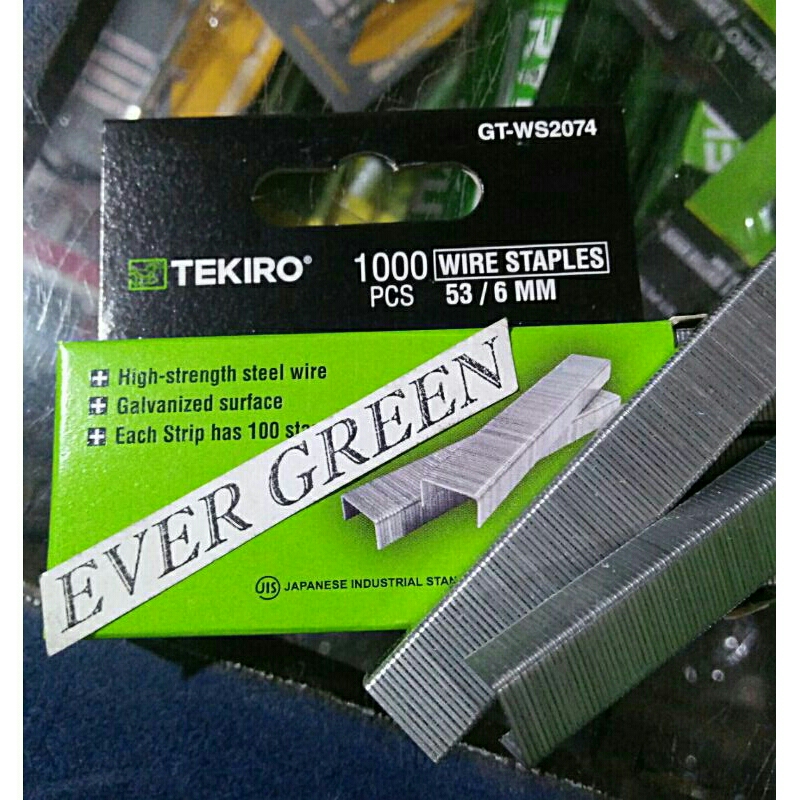 GT-WS2074
TEKIRO®
1000 PCS
WIRE STAPLES
53 / 6 MM
High-strength steel wire
Galvanized surface
Each Strip has 100
EVER GREEN
JIS JAPANESE INDUSTRIAL